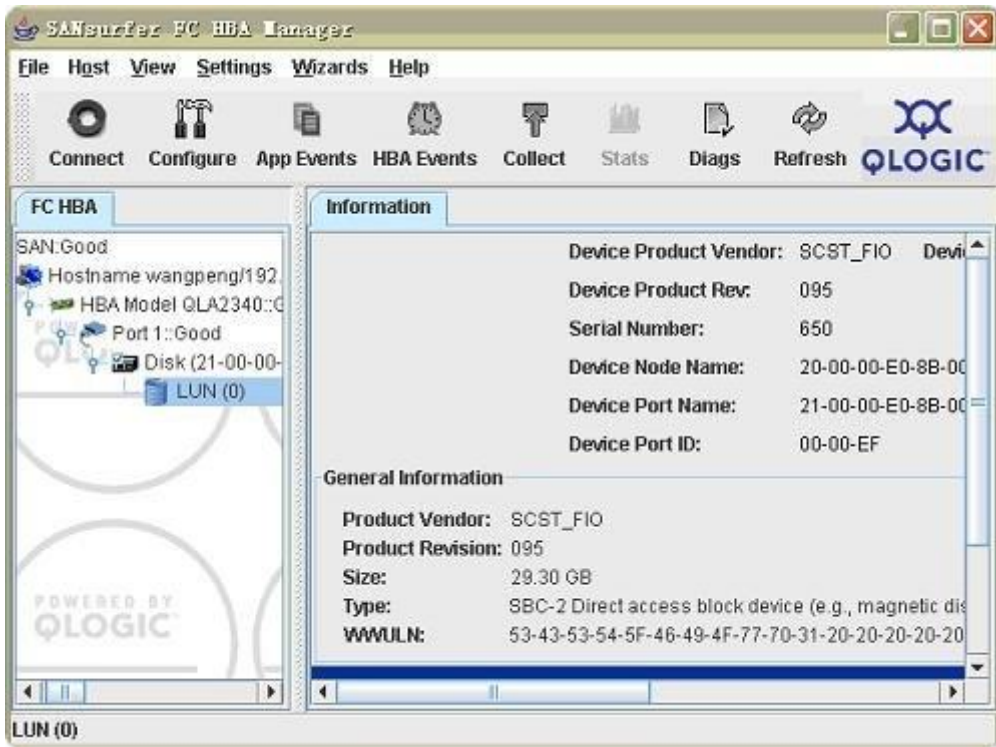 SANsurfer FC HBA Manager
File Host View Settings Wizards Help
Connect Configure App Events HBA Events Collect Stats Diags Refresh QLOGIC
FC HBA
SAN:Good
Hostname wangpeng/192.
HBA Model QLA2340::G
Port 1::Good
Disk (21-00-00-
LUN (0)
POWERED BY
QLOGIC
Information
Device Product Vendor: SCST_FIO Devi
Device Product Rev: 095
Serial Number: 650
Device Node Name: 20-00-00-E0-8B-00
Device Port Name: 21-00-00-E0-8B-00
Device Port ID: 00-00-EF
General Information
Product Vendor: SCST_FIO
Product Revision: 095
Size: 29.30 GB
Type: SBC-2 Direct access block device (e.g., magnetic dis
WWULN: 53-43-53-54-5F-46-49-4F-77-70-31-20-20-20-20-20
LUN (0)